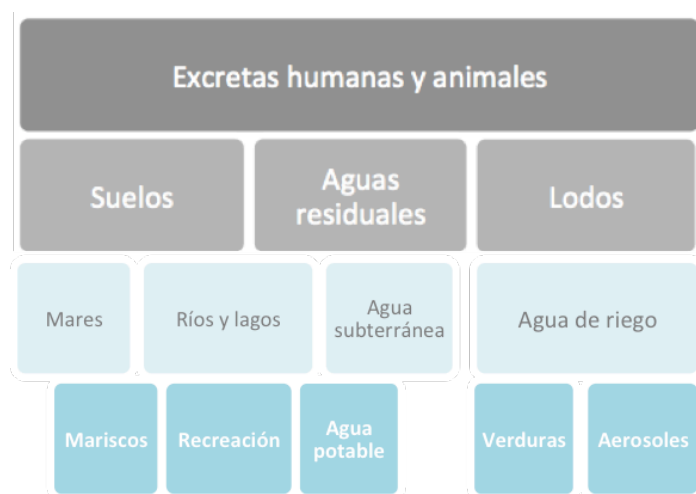 Excretas humanas y animales
Suelos
Aguas
residuales
Lodos
Mares
Ríos y lagos
Agua
subterránea
Agua de riego
Mariscos
Recreación
Agua
potable
Verduras
Aerosoles